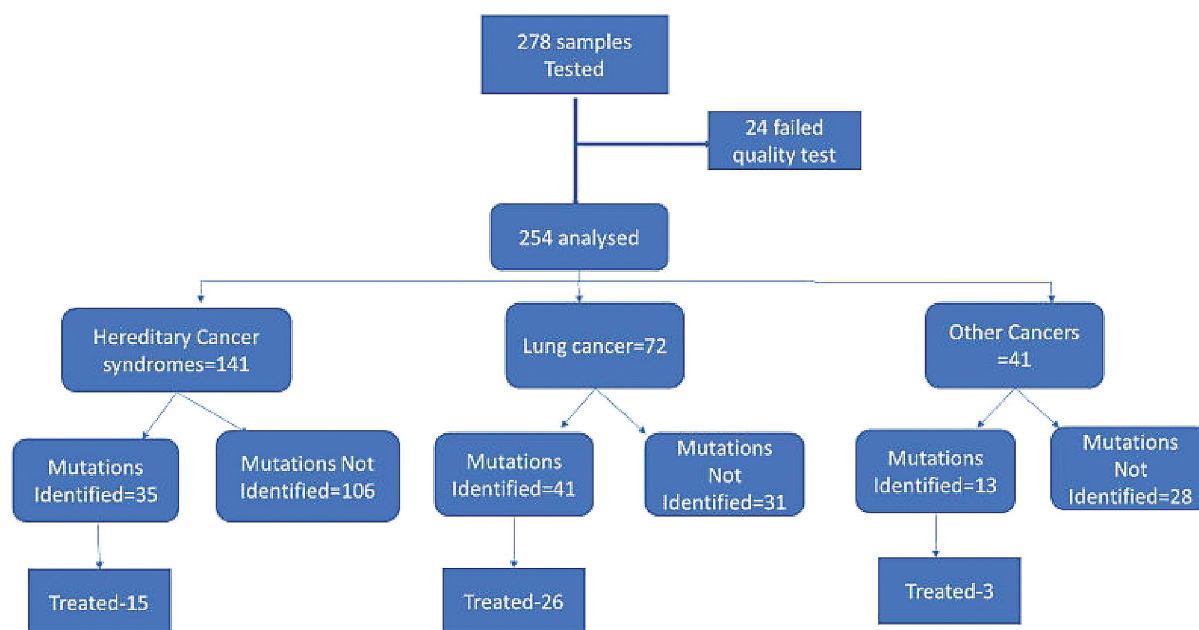 278 samples
Tested
24 failed
quality test
254 analysed
Hereditary Cancer
syndromes=141
Lung cancer=72
Other Cancers
=41
Mutations
Identified=35
Mutations Not
Identified=106
Mutations
Identified=41
Mutations
Not
Identified=31
Mutations
Identified=13
Mutations
Not
Identified=28
Treated-15
Treated-26
Treated-3